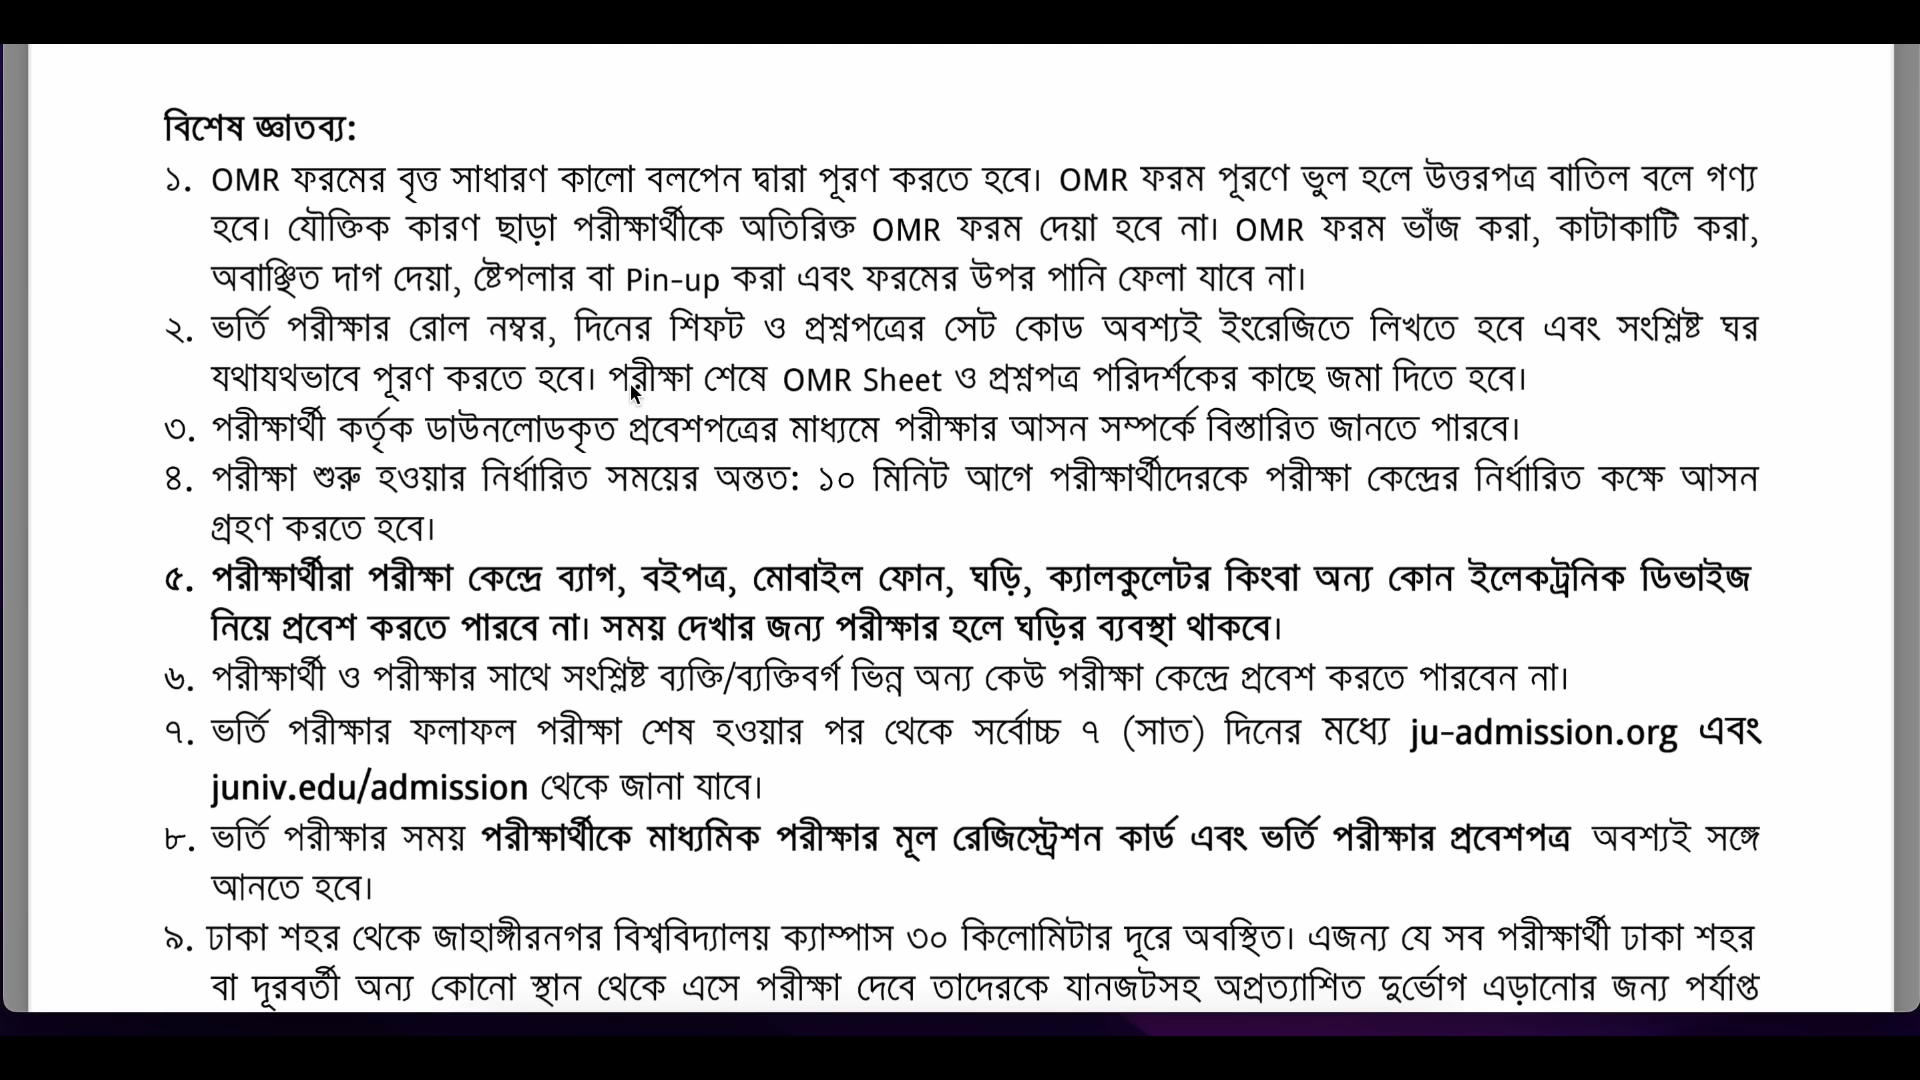 বিশেষ জ্ঞাতব্য:
১. OMR ফরমের বৃত্ত সাধারণ কালো বলপেন দ্বারা পূরণ করতে হবে। OMR ফরম পূরণে ভুল হলে উত্তরপত্র বাতিল বলে গণ্য
হবে। যৌক্তিক কারণ ছাড়া পরীক্ষার্থীকে অতিরিক্ত OMR ফরম দেয়া হবে না। OMR ফরম ভাঁজ করা, কাটাকাটি করা,
অবাঞ্ছিত দাগ দেয়া, ষ্টেপলার বা Pin-up করা এবং ফরমের উপর পানি ফেলা যাবে না।
২. ভর্তি পরীক্ষার রোল নম্বর, দিনের শিফট ও প্রশ্নপত্রের সেট কোড অবশ্যই ইংরেজিতে লিখতে হবে এবং সংশ্লিষ্ট ঘর
যথাযথভাবে পূরণ করতে হবে। পরীক্ষা শেষে OMR Sheet ও প্রশ্নপত্র পরিদর্শকের কাছে জমা দিতে হবে।
৩. পরীক্ষার্থী কর্তৃক ডাউনলোডকৃত প্রবেশপত্রের মাধ্যমে পরীক্ষার আসন সম্পর্কে বিস্তারিত জানতে পারবে।
৪. পরীক্ষা শুরু হওয়ার নির্ধারিত সময়ের অন্তত: ১০ মিনিট আগে পরীক্ষার্থীদেরকে পরীক্ষা কেন্দ্রের নির্ধারিত কক্ষে আসন
গ্রহণ করতে হবে।
৫. পরীক্ষার্থীরা পরীক্ষা কেন্দ্রে ব্যাগ, বইপত্র, মোবাইল ফোন, ঘড়ি, ক্যালকুলেটর কিংবা অন্য কোন ইলেকট্রনিক ডিভাইজ
নিয়ে প্রবেশ করতে পারবে না। সময় দেখার জন্য পরীক্ষার হলে ঘড়ির ব্যবস্থা থাকবে।
৬. পরীক্ষার্থী ও পরীক্ষার সাথে সংশ্লিষ্ট ব্যক্তি/ব্যক্তিবর্গ ভিন্ন অন্য কেউ পরীক্ষা কেন্দ্রে প্রবেশ করতে পারবেন না।
৭. ভর্তি পরীক্ষার ফলাফল পরীক্ষা শেষ হওয়ার পর থেকে সর্বোচ্চ ৭ (সাত) দিনের মধ্যে ju-admission.org এবং
juniv.edu/admission থেকে জানা যাবে।
৮. ভর্তি পরীক্ষার সময় পরীক্ষার্থীকে মাধ্যমিক পরীক্ষার মূল রেজিস্ট্রেশন কার্ড এবং ভর্তি পরীক্ষার প্রবেশপত্র অবশ্যই সঙ্গে
আনতে হবে।
৯. ঢাকা শহর থেকে জাহাঙ্গীরনগর বিশ্ববিদ্যালয় ক্যাম্পাস ৩০ কিলোমিটার দূরে অবস্থিত। এজন্য যে সব পরীক্ষার্থী ঢাকা শহর
বা দূরবর্তী অন্য কোনো স্থান থেকে এসে পরীক্ষা দেবে তাদেরকে যানজটসহ অপ্রত্যাশিত দুর্ভোগ এড়ানোর জন্য পর্যাপ্ত